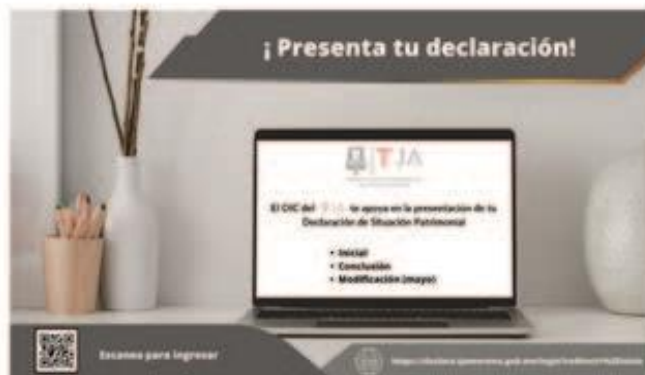 ¡ Presenta tu declaración!
TJA
El OIC del TJA te apoya en la presentación de tu
Declaración de Situación Patrimonial
• Inicial
• Conclusión
• Modificación (mayo)
Escanea para ingresar